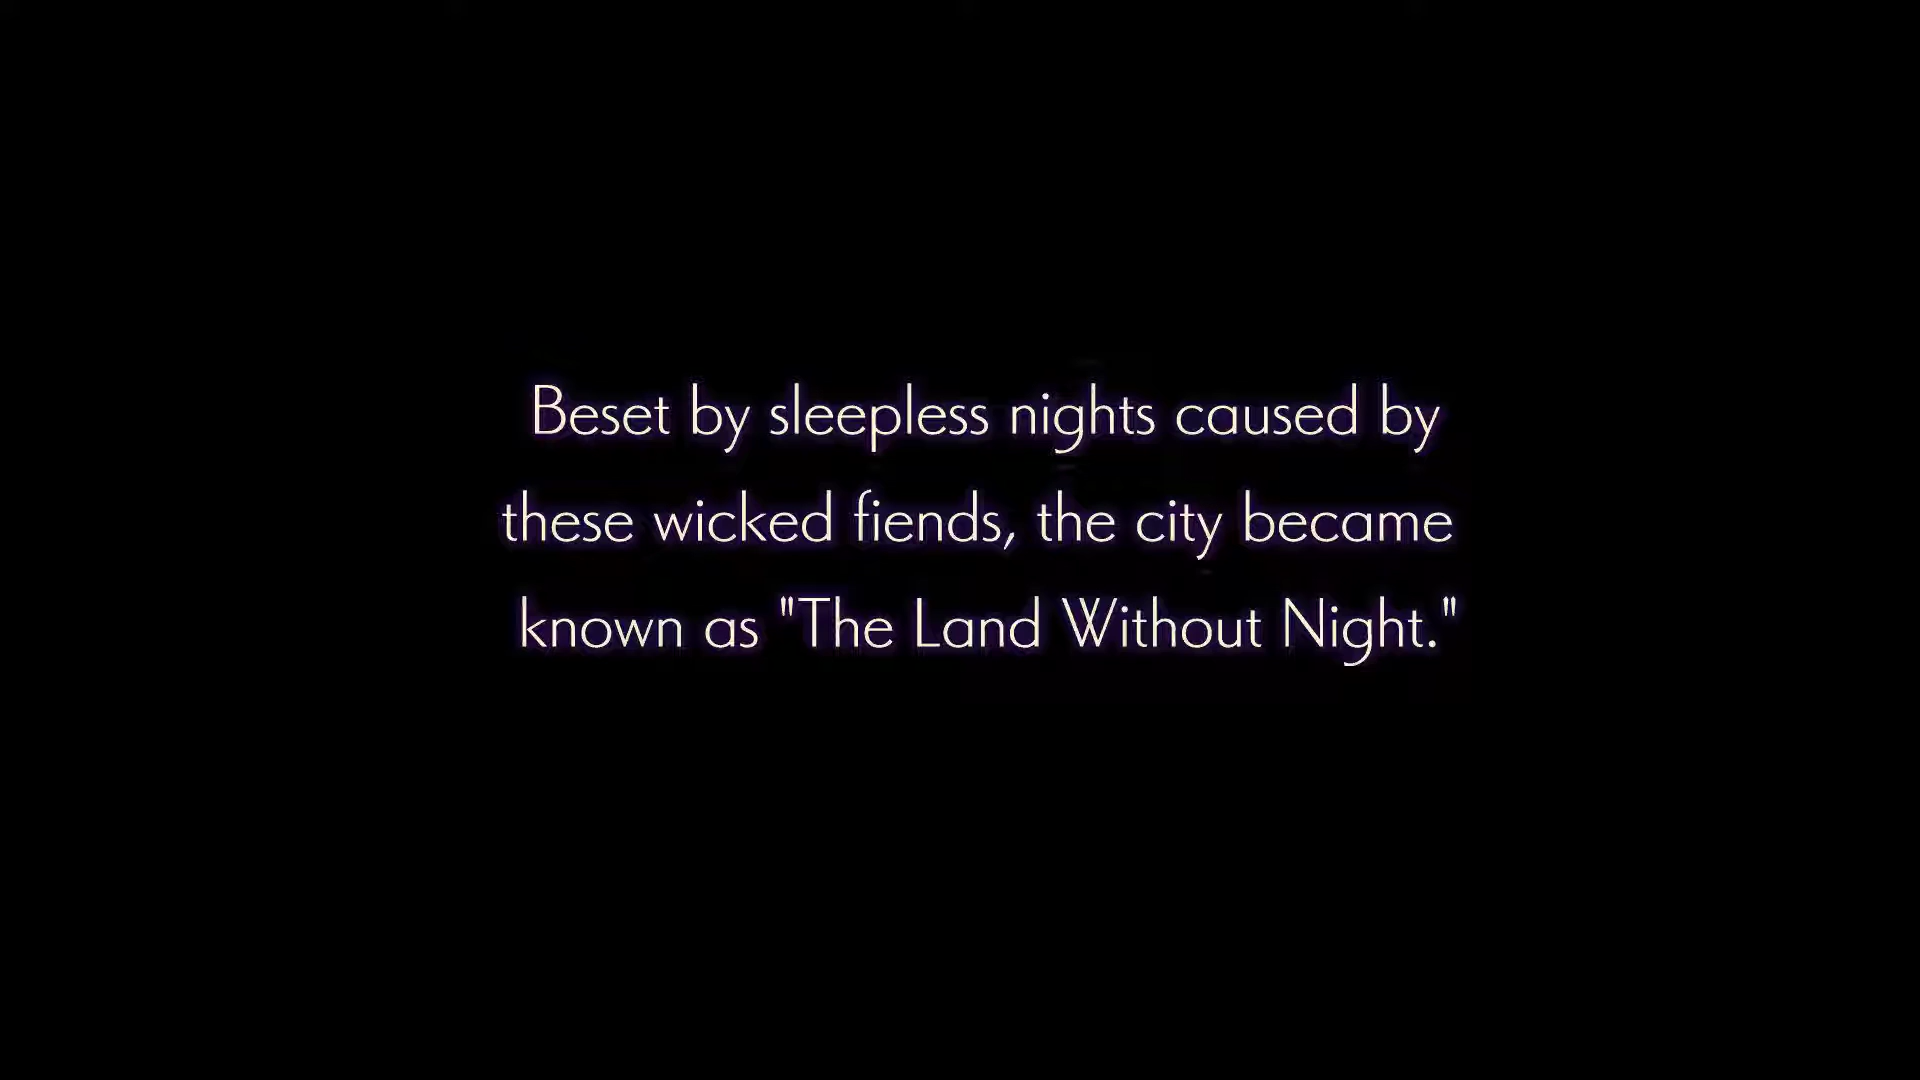 Beset by sleepless nights caused by
these wicked fiends, the city became
known as "The Land Without Night."